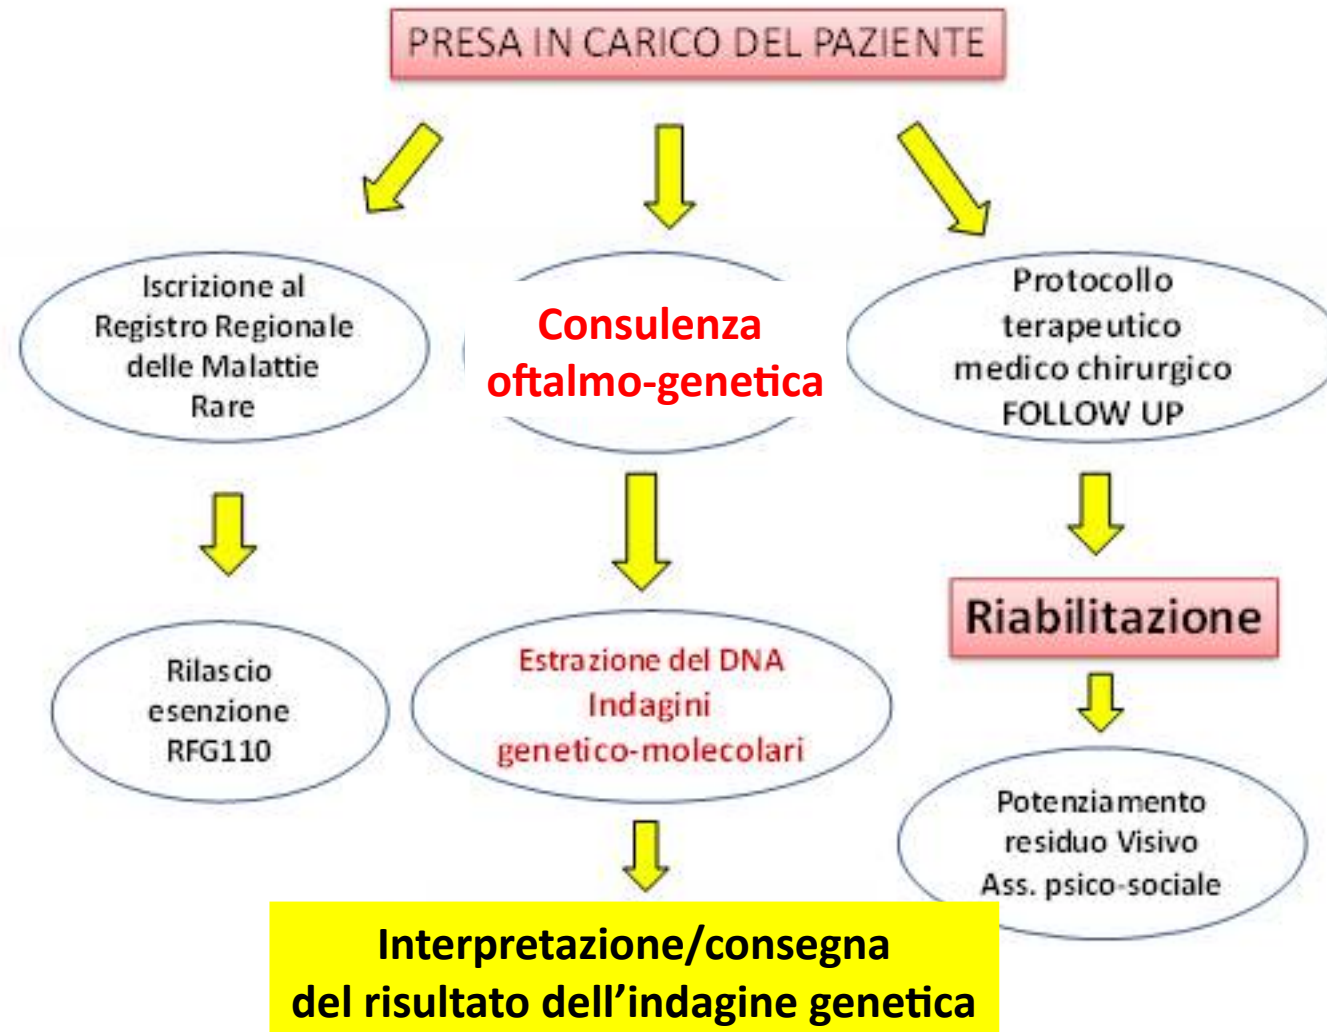 PRESA IN CARICO DEL PAZIENTE
Iscrizione al
Registro Regionale
delle Malattie
Rare
Consulenza
oftalmo-genetica
Protocollo
terapeutico
medico chirurgico
FOLLOW UP
Rilascio
esenzione
RFG110
Estrazione del DNA
Indagini
genetico-molecolari
Riabilitazione
Potenziamento
residuo Visivo
Ass. psico-sociale
Interpretazione/consegna
del risultato dell’indagine genetica